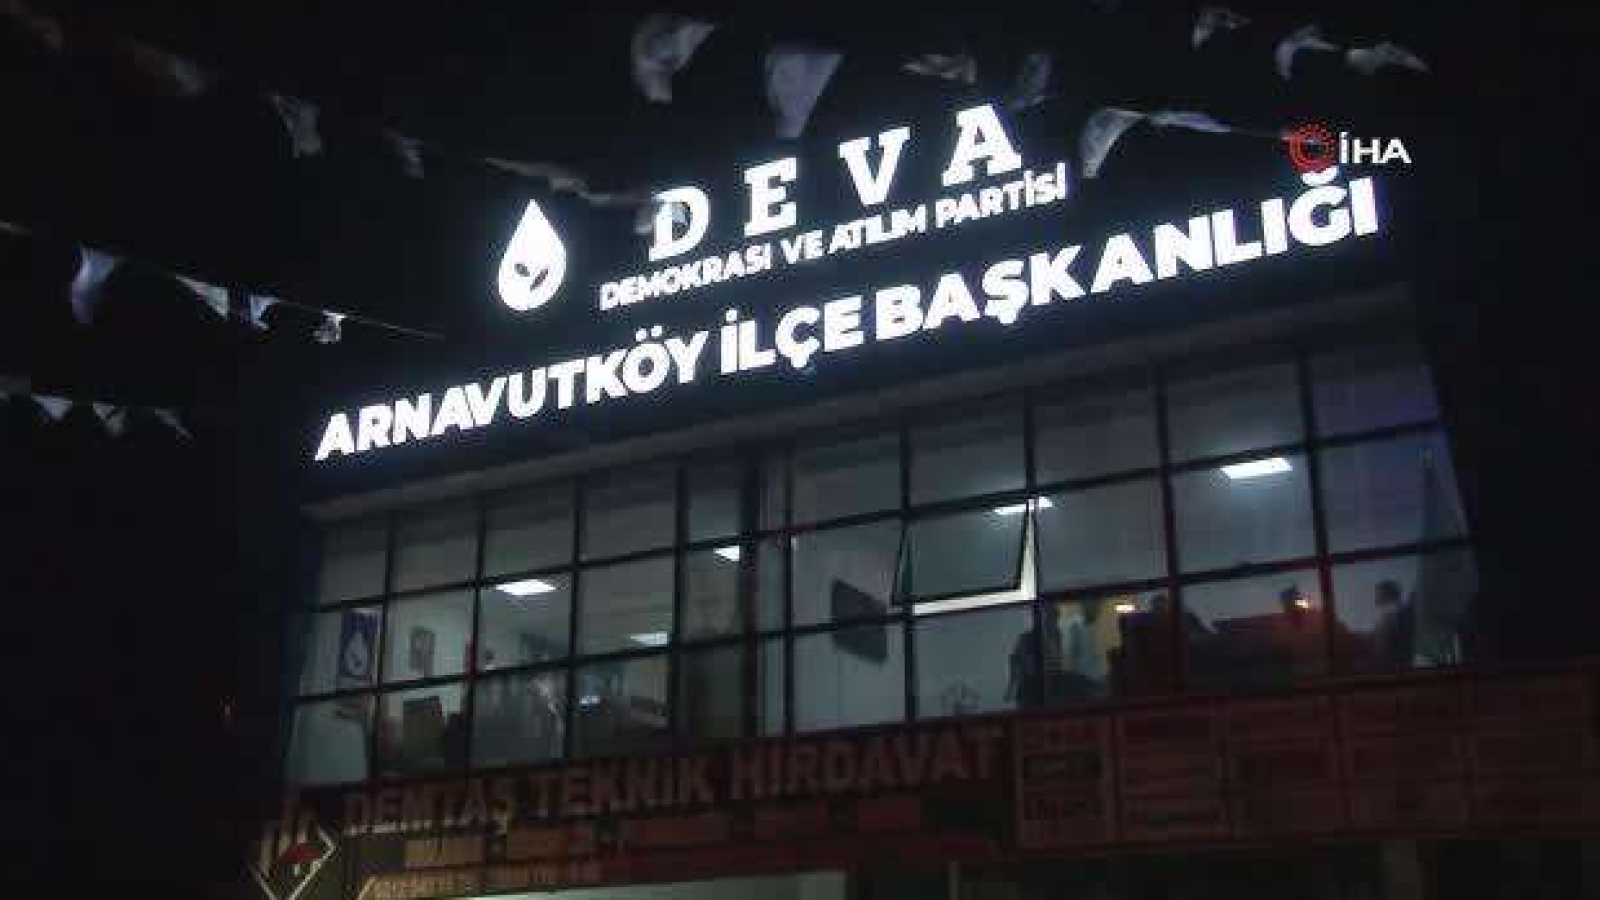 İHA
DEVA
DEMOKRASİ VE ATILIM PARTİSİ
ARNAVUTKÖY İLÇE BAŞKANLIĞI
DEMTAŞ TEKNİK HIRDAVAT